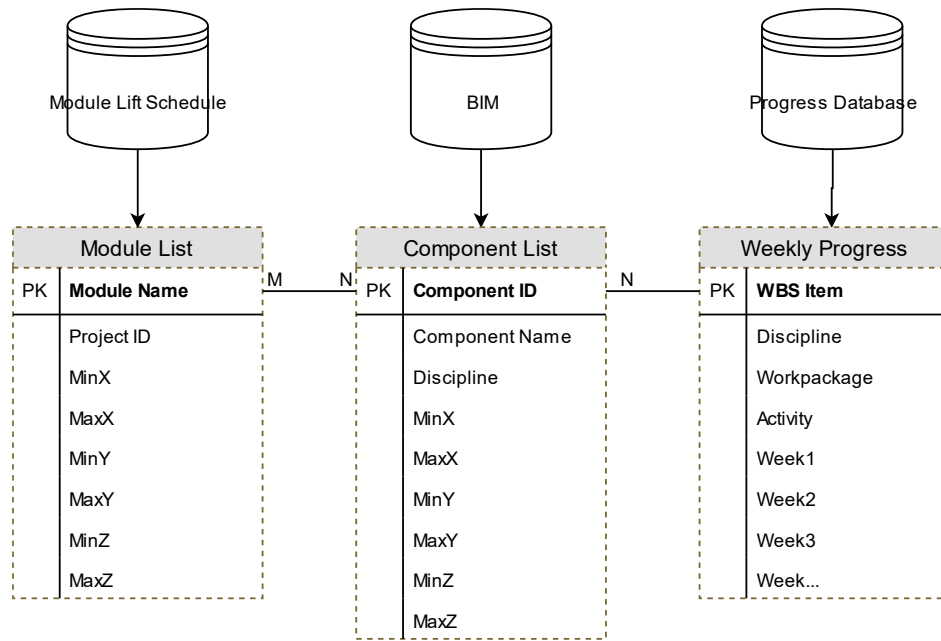 Module Lift Schedule
BIM
Progress Database
Module List
PK Module Name
Project ID
MinX
MaxX
MinY
MaxY
MinZ
MaxZ
M N
Component List
PK Component ID
Component Name
Discipline
MinX
MaxX
MinY
MaxY
MinZ
MaxZ
N
Weekly Progress
PK WBS Item
Discipline
Workpackage
Activity
Week1
Week2
Week3
Week...